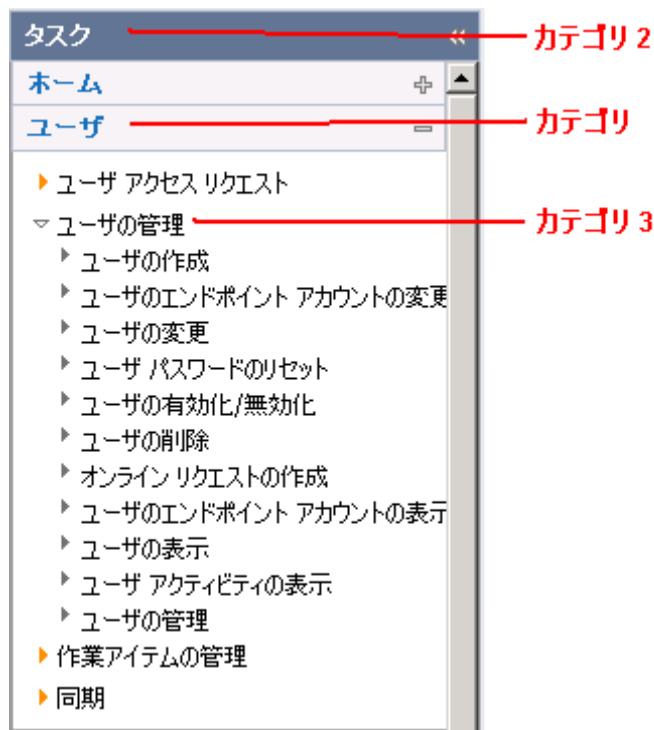 タスク
カテゴリ 2
ホーム
ユーザ
カテゴリ
ユーザ アクセス リクエスト
ユーザの管理
カテゴリ 3
ユーザの作成
ユーザのエンドポイント アカウントの変更
ユーザの変更
ユーザ パスワードのリセット
ユーザの有効化/無効化
ユーザの削除
オンライン リクエストの作成
ユーザのエンドポイント アカウントの表示
ユーザの表示
ユーザ アクティビティの表示
ユーザの管理
作業アイテムの管理
同期